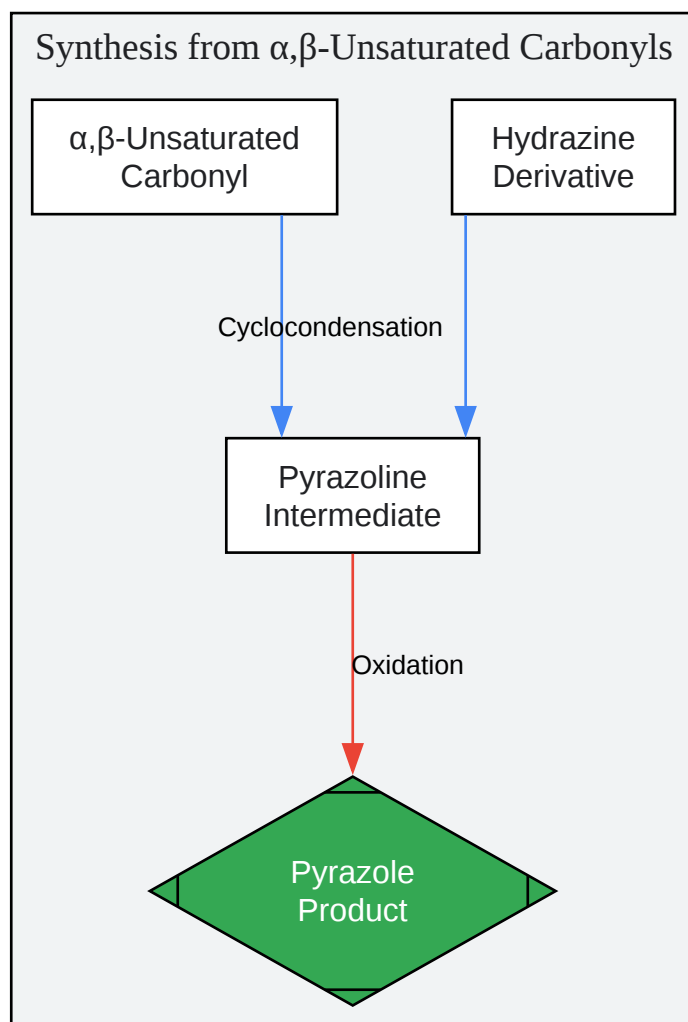 Synthesis from α,β-Unsaturated Carbonyls
α,β-Unsaturated
Carbonyl
Hydrazine
Derivative
Cyclocondensation
Pyrazoline
Intermediate
Oxidation
Pyrazole
Product